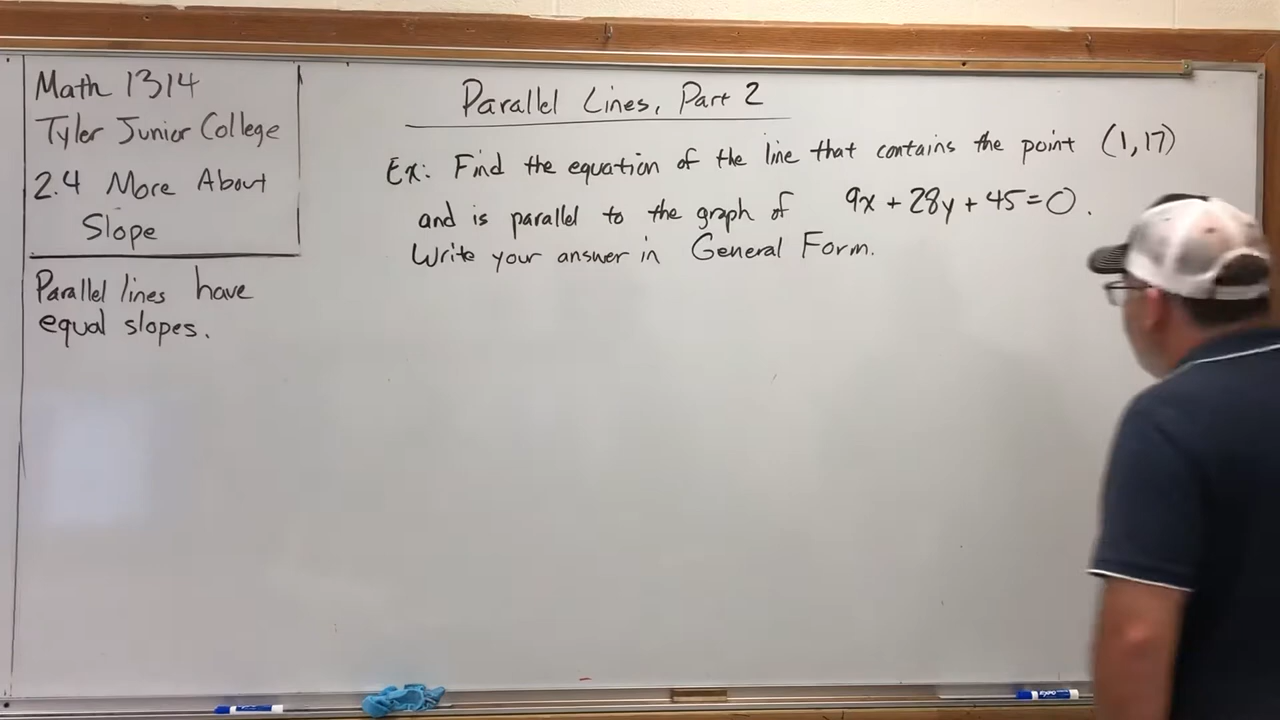 Math 1314
Tyler Junior College
2.4 More About
Slope
Parallel lines have
equal slopes.
Parallel Lines, Part 2
Ex: Find the equation of the line that contains the point (1,17)
and is parallel to the graph of 9x + 28y + 45 = 0.
Write your answer in General Form.
EXPO